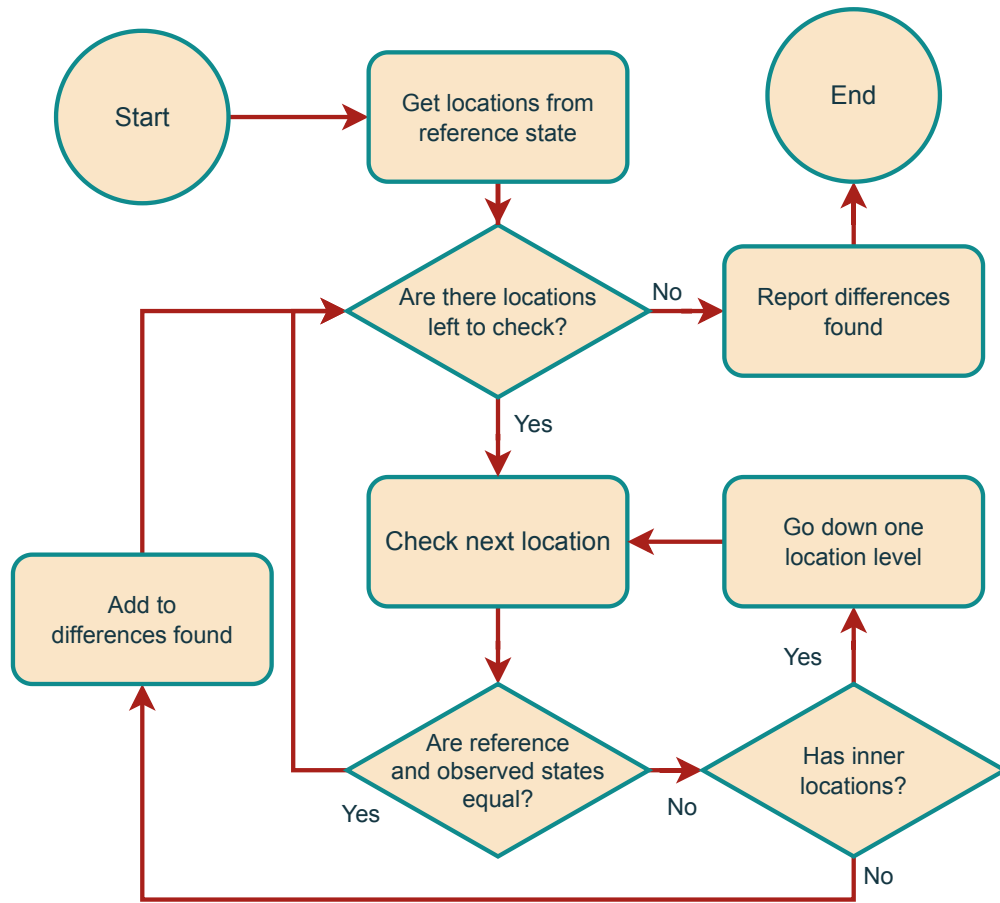 Start
Get locations from
reference state
End
Are there locations
left to check?
No
Report differences
found
Yes
Check next location
Go down one
location level
Add to
differences found
Yes
Are reference
and observed states
equal?
Has inner
locations?
Yes
No
No